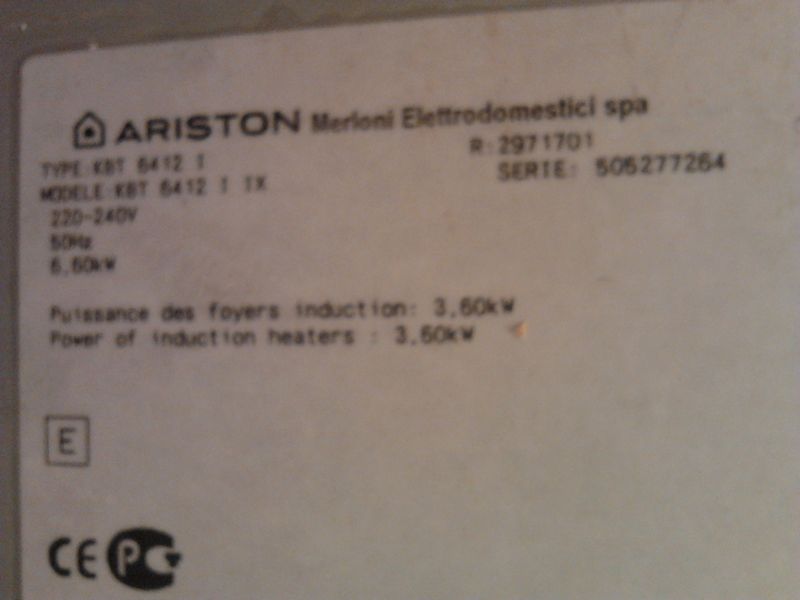 ARISTON Merloni Elettrodomestici spa
R: 2971701
TYPE: KBT 6412 I
SERIE: 505277264
MODELE: KBT 6412 I IX
220-240V
50Hz
6,60kW
Puissance des foyers induction: 3,60kW
Power of induction heaters : 3,60kW
E
CE PG